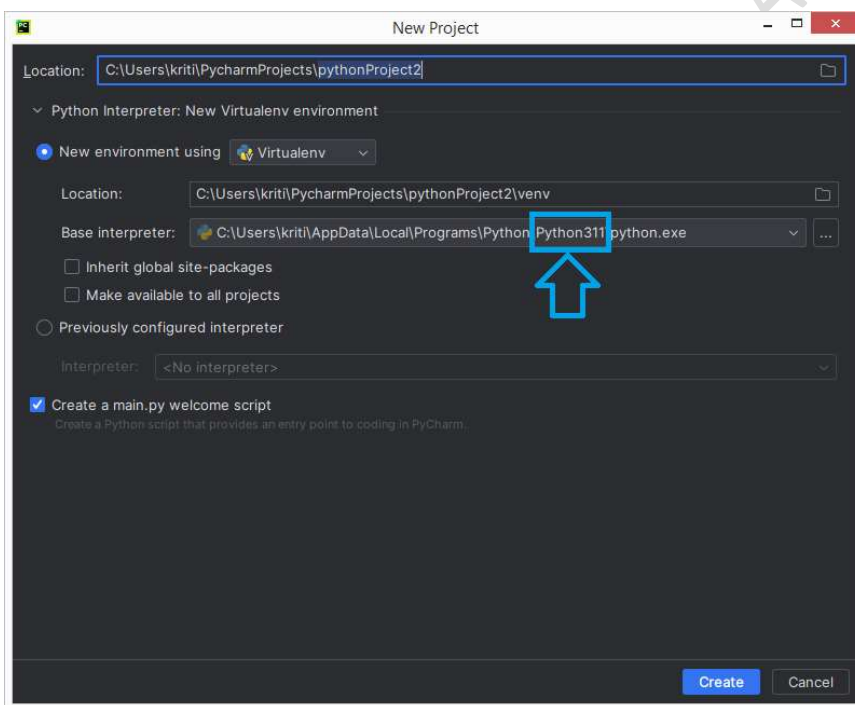 PC
New Project
Location: C:\Users\kriti\PycharmProjects\pythonProject2
Python Interpreter: New Virtualenv environment
New environment using Virtualenv
Location: C:\Users\kriti\PycharmProjects\pythonProject2\venv
Base interpreter: C:\Users\kriti\AppData\Local\Programs\Python Python311 python.exe ...
Inherit global site-packages
Make available to all projects
Previously configured interpreter
Interpreter: <No interpreter>
Create a main.py welcome script
Create a Python script that provides an entry point to coding in PyCharm.
Create Cancel